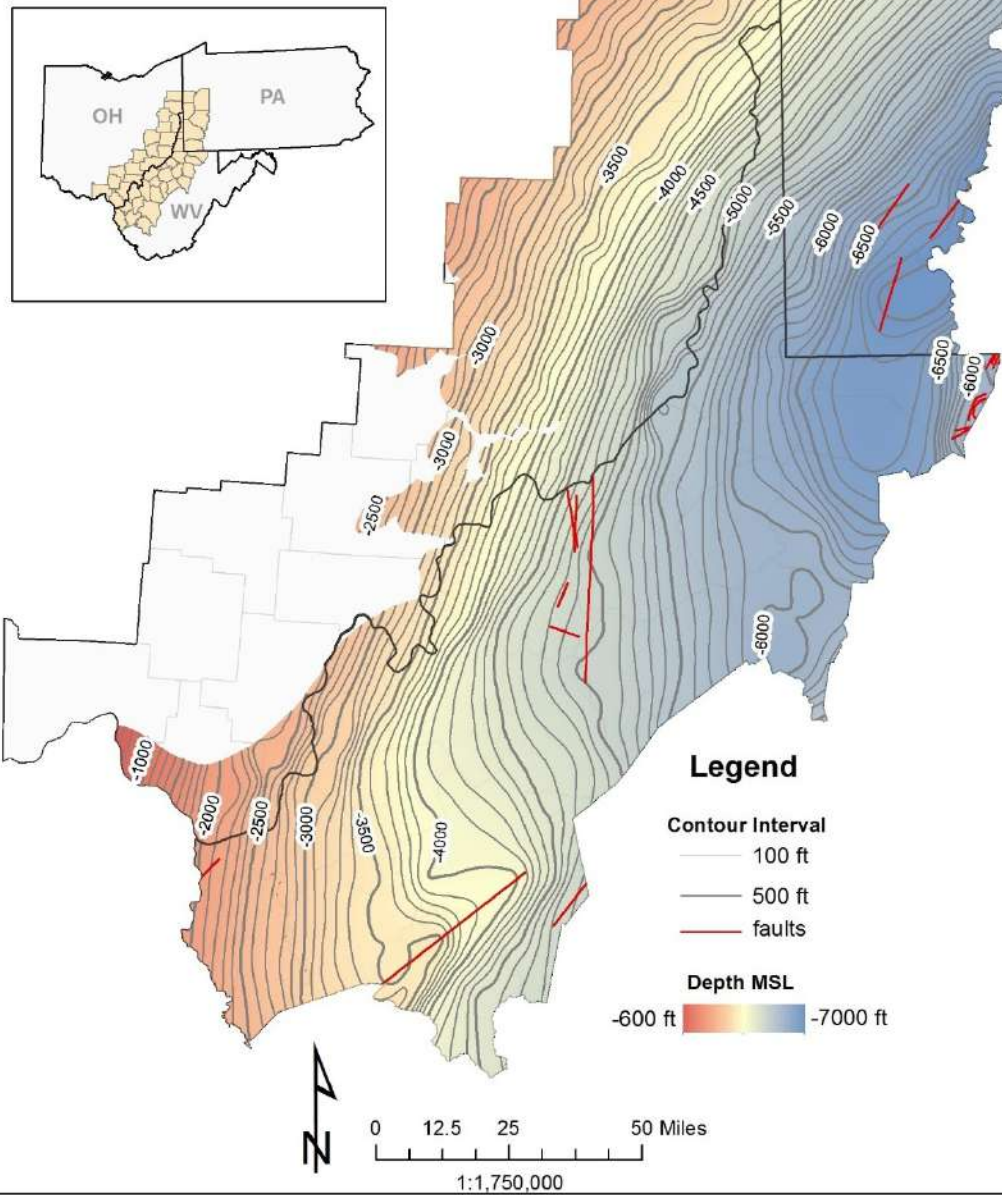 OH
PA
WV
-3500
-4000
-4500
-5000
-5500
-6000
-6500
-3000
-6500
-6000
-3000
-2500
-6000
-1000
-2000
-2500
-3000
-3500
-4000
Legend
Contour Interval
100 ft
500 ft
faults
Depth MSL
-600 ft
-7000 ft
N
0 12.5 25 50 Miles
1:1,750,000